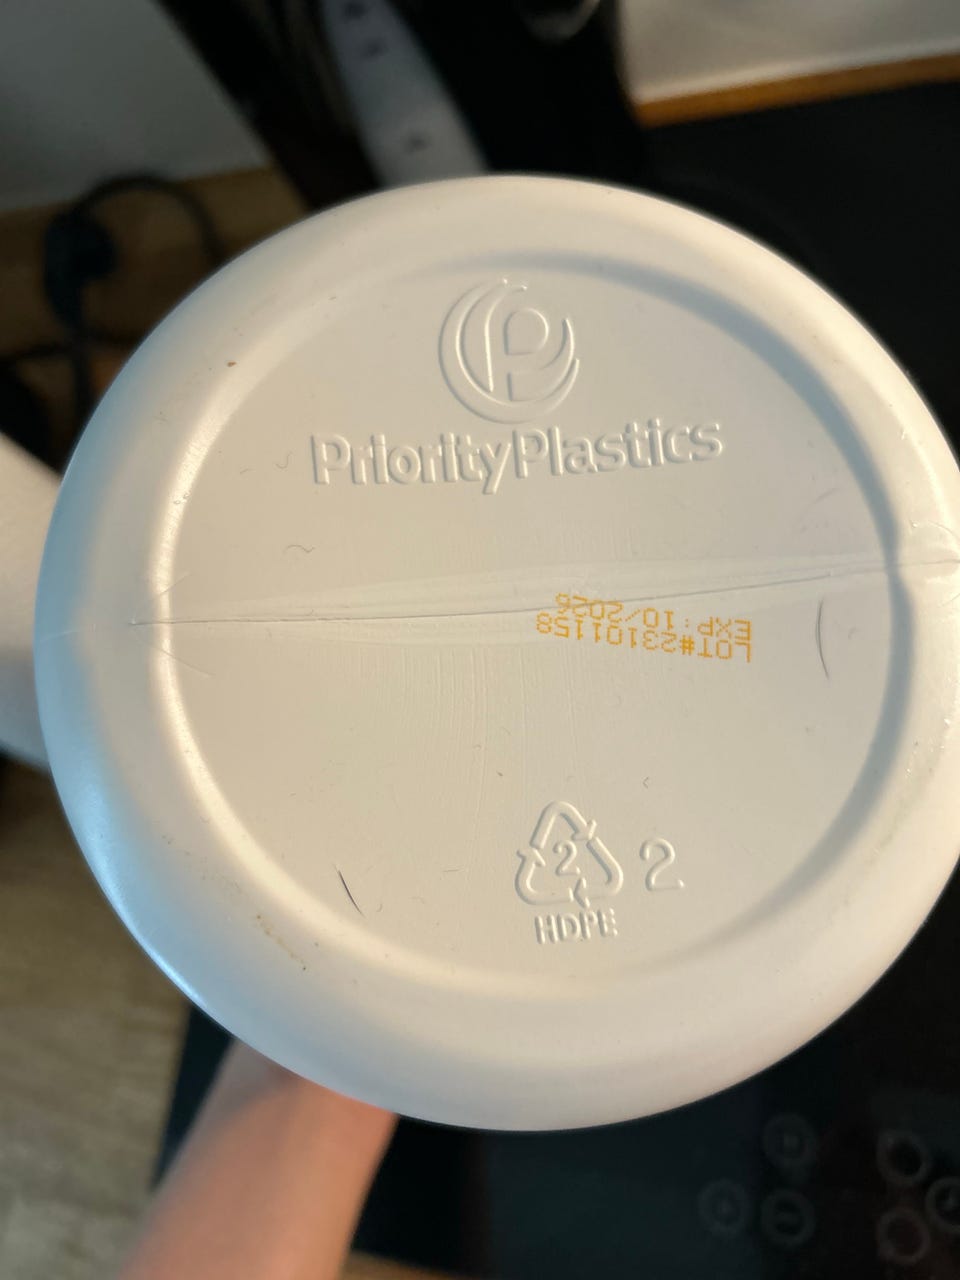 P
PriorityPlastics
LOT#23101158
EXP:10/2026
2 2
HDPE